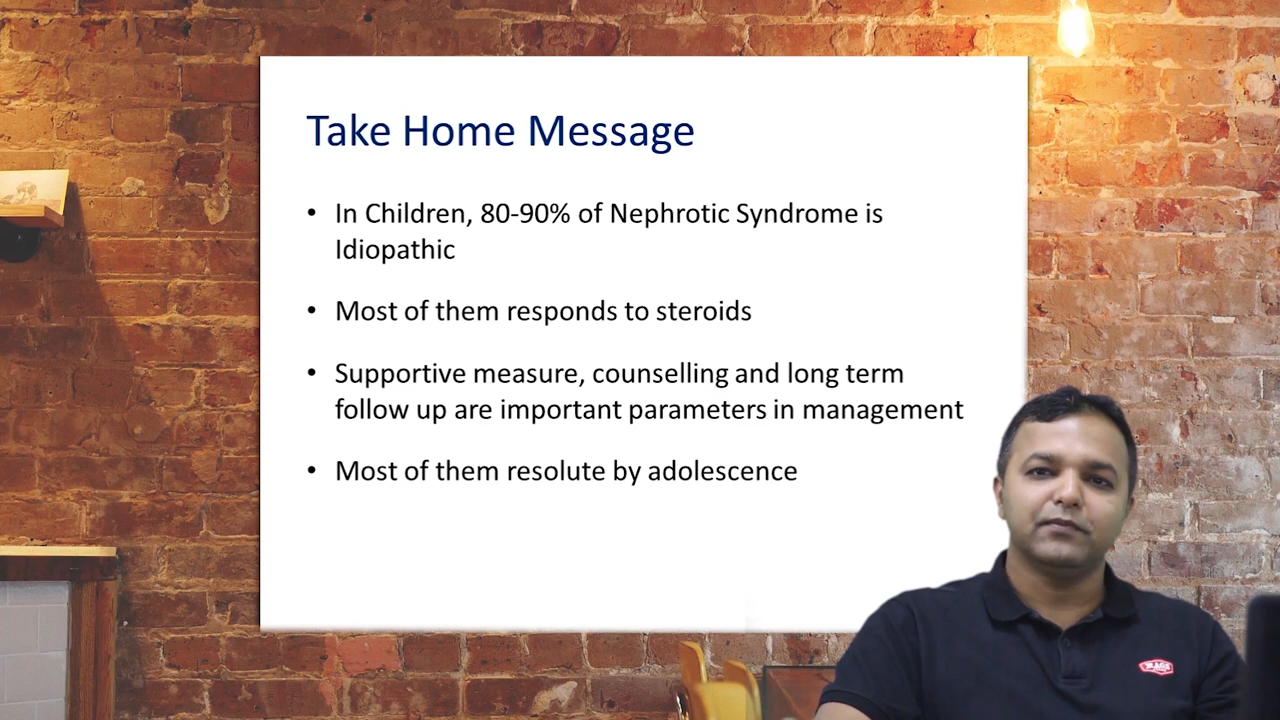 Take Home Message
• In Children, 80-90% of Nephrotic Syndrome is
Idiopathic
• Most of them responds to steroids
• Supportive measure, counselling and long term
follow up are important parameters in management
• Most of them resolute by adolescence